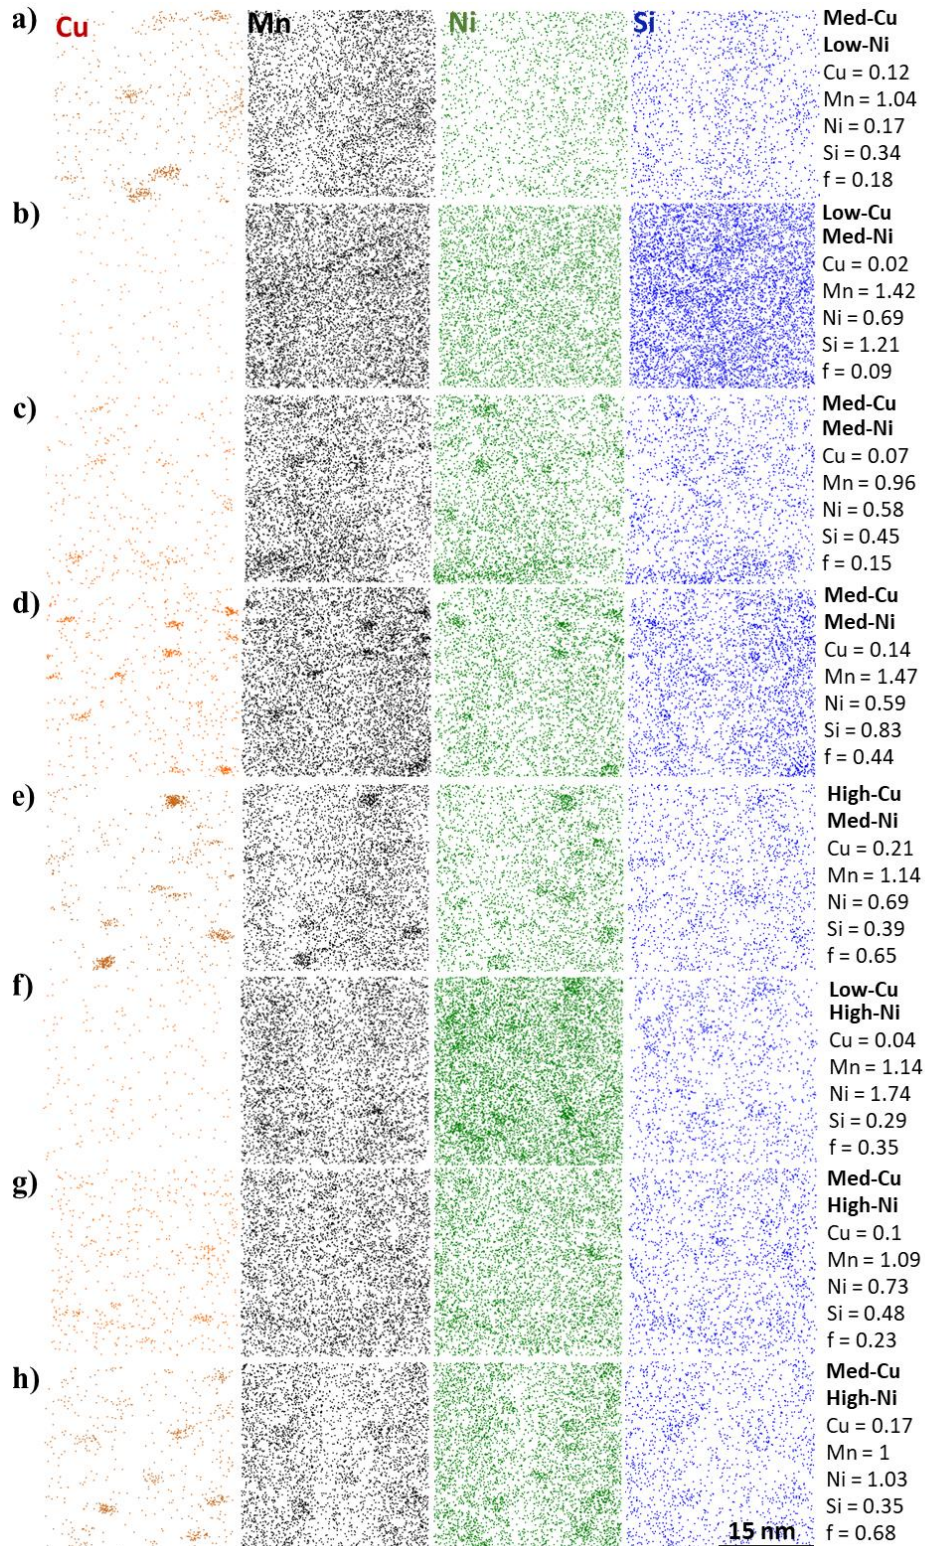 a) Cu Mn Ni Si Med-Cu
Low-Ni
Cu = 0.12
Mn = 1.04
Ni = 0.17
Si = 0.34
f = 0.18
b) Low-Cu
Med-Ni
Cu = 0.02
Mn = 1.42
Ni = 0.69
Si = 1.21
f = 0.09
c) Med-Cu
Med-Ni
Cu = 0.07
Mn = 0.96
Ni = 0.58
Si = 0.45
f = 0.15
d) Med-Cu
Med-Ni
Cu = 0.14
Mn = 1.47
Ni = 0.59
Si = 0.83
f = 0.44
e) High-Cu
Med-Ni
Cu = 0.21
Mn = 1.14
Ni = 0.69
Si = 0.39
f = 0.65
f) Low-Cu
High-Ni
Cu = 0.04
Mn = 1.14
Ni = 1.74
Si = 0.29
f = 0.35
g) Med-Cu
High-Ni
Cu = 0.1
Mn = 1.09
Ni = 0.73
Si = 0.48
f = 0.23
h) Med-Cu
High-Ni
Cu = 0.17
Mn = 1
Ni = 1.03
Si = 0.35
15 nm f = 0.68